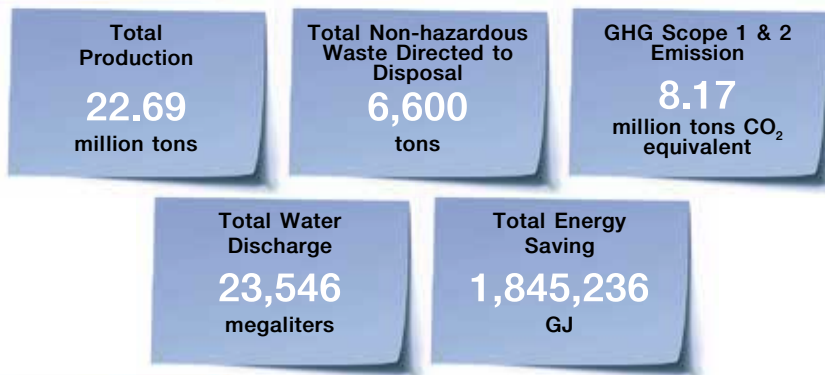 Total
Production
22.69
million tons
Total Non-hazardous
Waste Directed to
Disposal
6,600
tons
GHG Scope 1 & 2
Emission
8.17
million tons CO₂
equivalent
Total Water
Discharge
23,546
megaliters
Total Energy
Saving
1,845,236
GJ